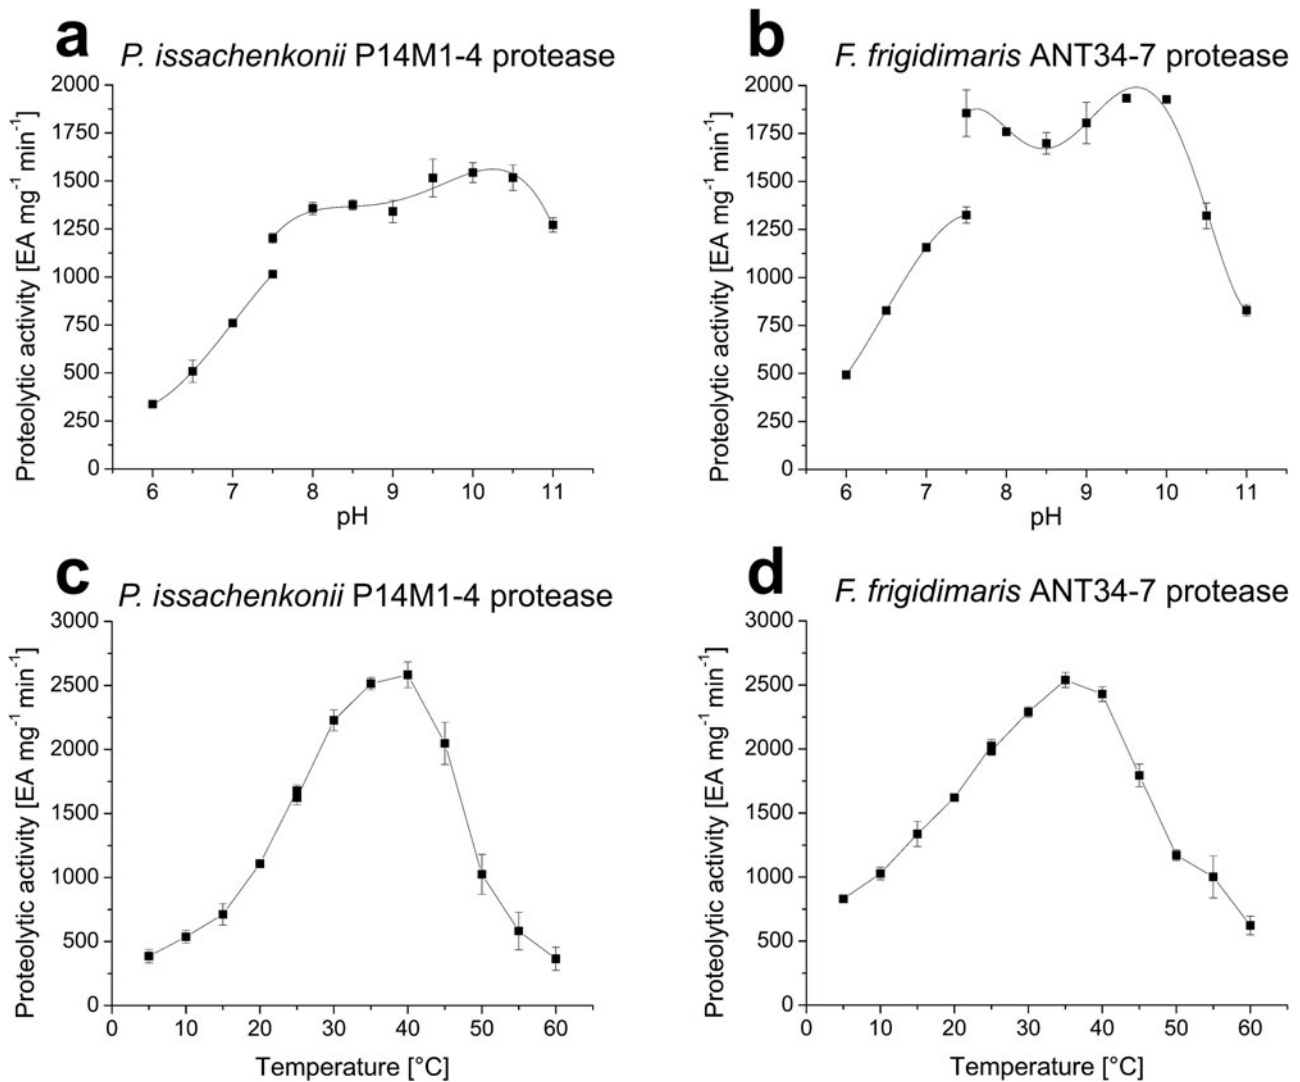 a
P. issachenkonii P14M1-4 protease
Proteolytic activity [EA mg⁻¹ min⁻¹]
2000
1750
1500
1250
1000
750
500
250
0
6 7 8 9 10 11
pH
b
F. frigidimaris ANT34-7 protease
Proteolytic activity [EA mg⁻¹ min⁻¹]
2000
1750
1500
1250
1000
750
500
250
0
6 7 8 9 10 11
pH
c
P. issachenkonii P14M1-4 protease
Proteolytic activity [EA mg⁻¹ min⁻¹]
3000
2500
2000
1500
1000
500
0
0 10 20 30 40 50 60
Temperature [°C]
d
F. frigidimaris ANT34-7 protease
Proteolytic activity [EA mg⁻¹ min⁻¹]
3000
2500
2000
1500
1000
500
0
0 10 20 30 40 50 60
Temperature [°C]